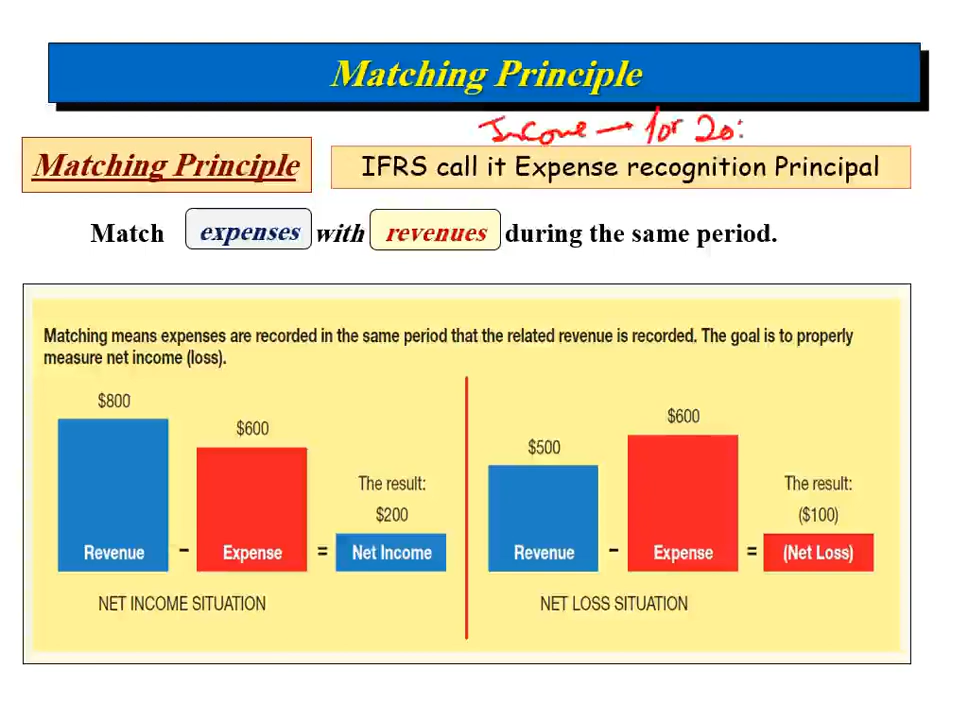 Matching Principle
Income → for 20
Matching Principle
IFRS call it Expense recognition Principal
Match expenses with revenues during the same period.
Matching means expenses are recorded in the same period that the related revenue is recorded. The goal is to properly
measure net income (loss).
$800
$600
The result:
$200
Revenue - Expense = Net Income
NET INCOME SITUATION
$500
$600
The result:
($100)
Revenue - Expense = (Net Loss)
NET LOSS SITUATION